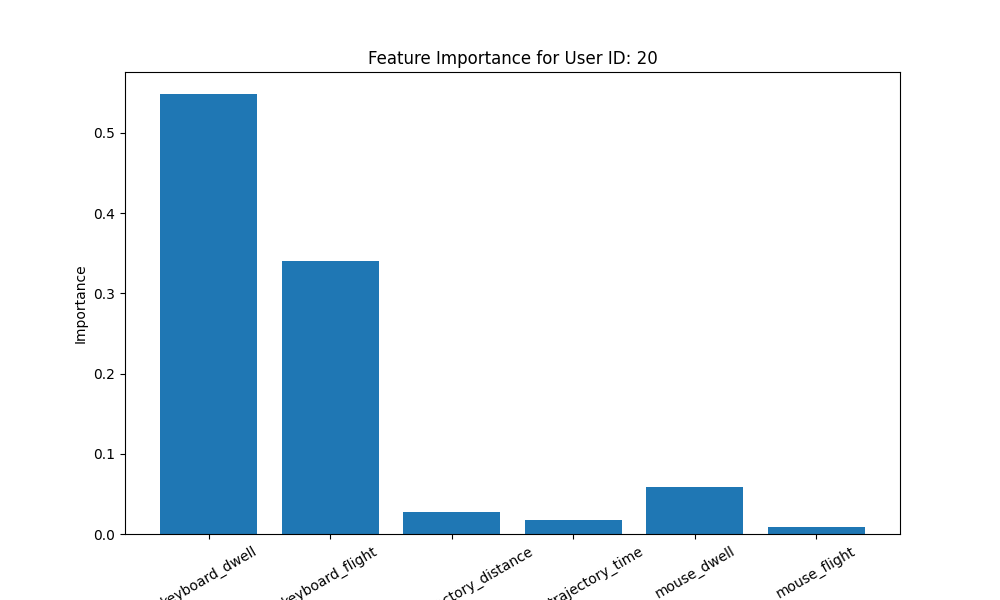 Feature Importance for User ID: 20
Importance
0.5
0.4
0.3
0.2
0.1
0.0
keyboard_dwell
keyboard_flight
ctory_distance
trajectory_time
mouse_dwell
mouse_flight